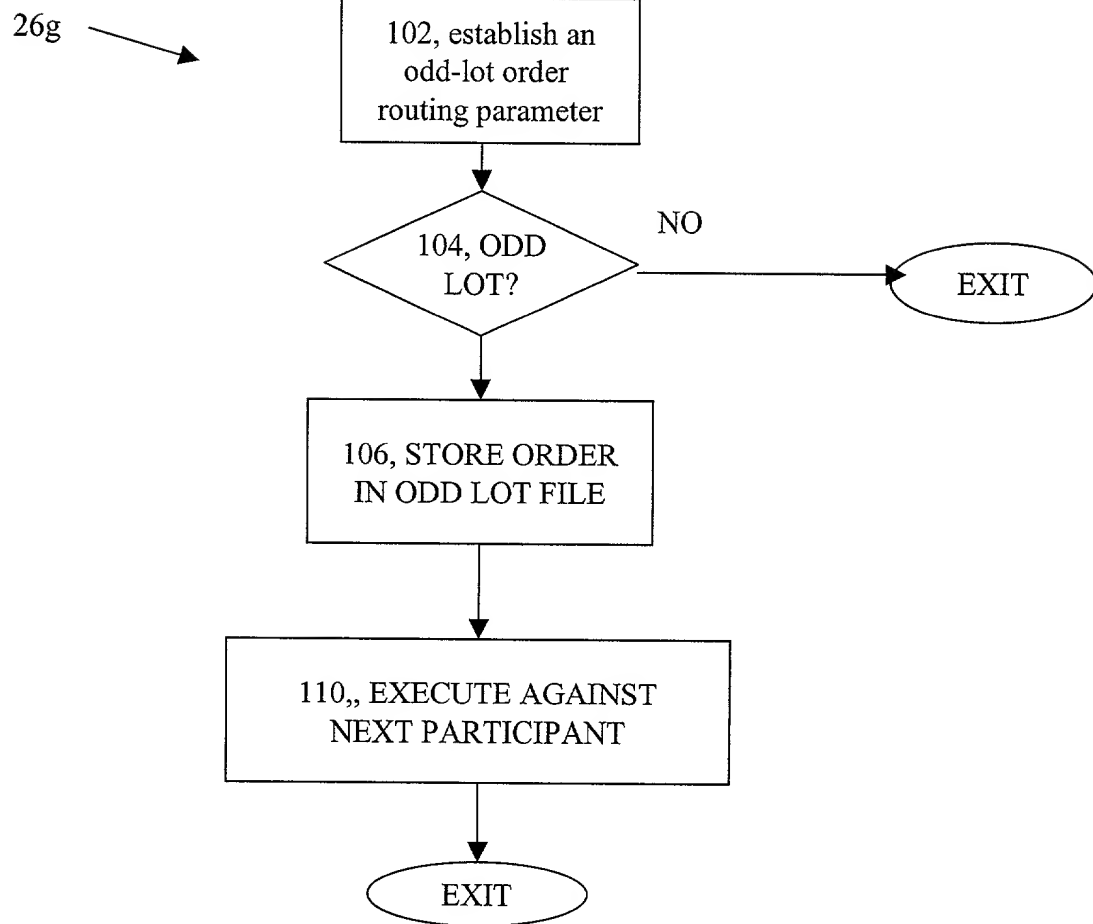 26g
102, establish an
odd-lot order
routing parameter
104, ODD
LOT?
NO
EXIT
106, STORE ORDER
IN ODD LOT FILE
110,, EXECUTE AGAINST
NEXT PARTICIPANT
EXIT